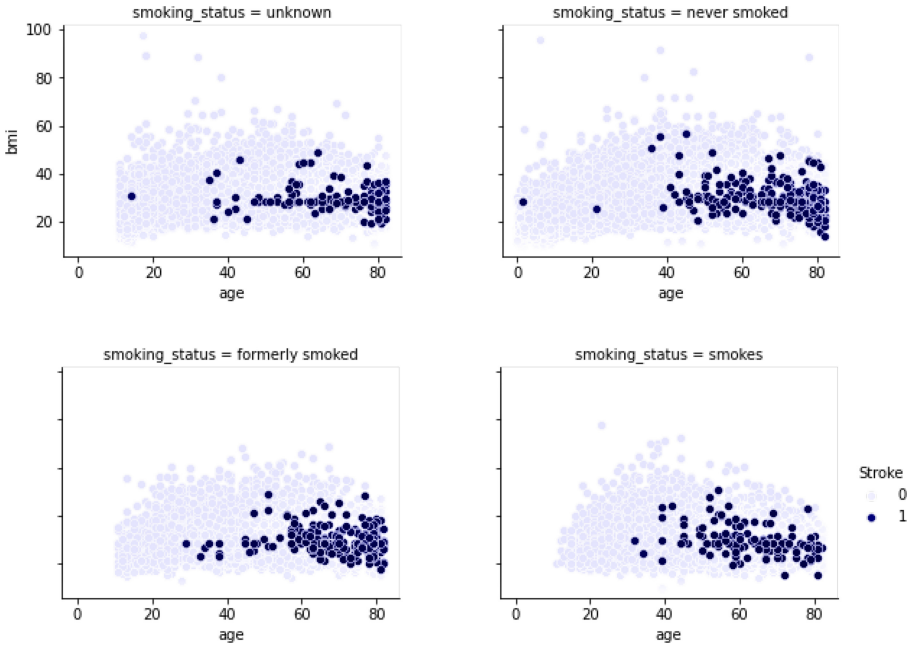 smoking_status = unknown
smoking_status = never smoked
100
80
60
40
20
bmi
0 20 40 60 80
age
0 20 40 60 80
age
smoking_status = formerly smoked
smoking_status = smokes
Stroke
0
1
0 20 40 60 80
age
0 20 40 60 80
age